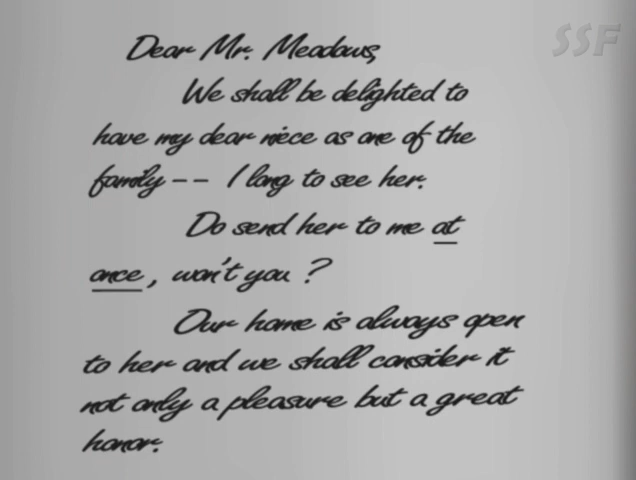 SSF
Dear Mr. Meadows,
We shall be delighted to
have my dear niece as one of the
family -- I long to see her.
Do send her to me at
once, won't you?
Our home is always open
to her and we shall consider it
not only a pleasure but a great
honor.